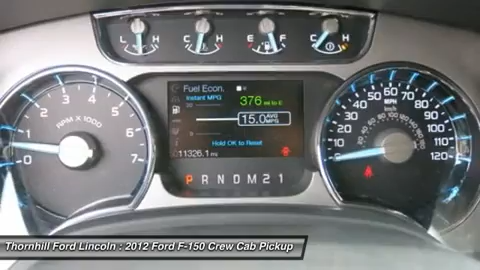 L H C H E F C H
Fuel Econ.
Instant MPG
376 mi to E
15.0 AVG MPG
Hold OK to Reset
11326.1 mi
P R N D M 2 1
1 2 3 4 5 6 7
RPM X 1000
0 10 20 30 40 50 60 70 80 90 100 110 120
MPH
km/h
Thornhill Ford Lincoln : 2012 Ford F-150 Crew Cab Pickup